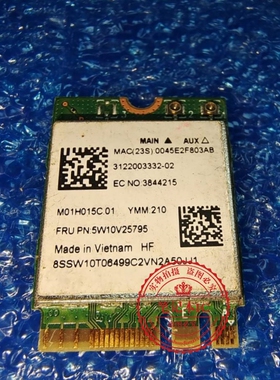 MAIN ▲ AUX △
MAC(23S):0045E2F803AB
3122003332-02
EC NO.3844215
M01H015C.01 YMM:210
FRU PN:5W10V25795
Made in Vietnam HF
8SSW10T06499C2VN2A50JJ1